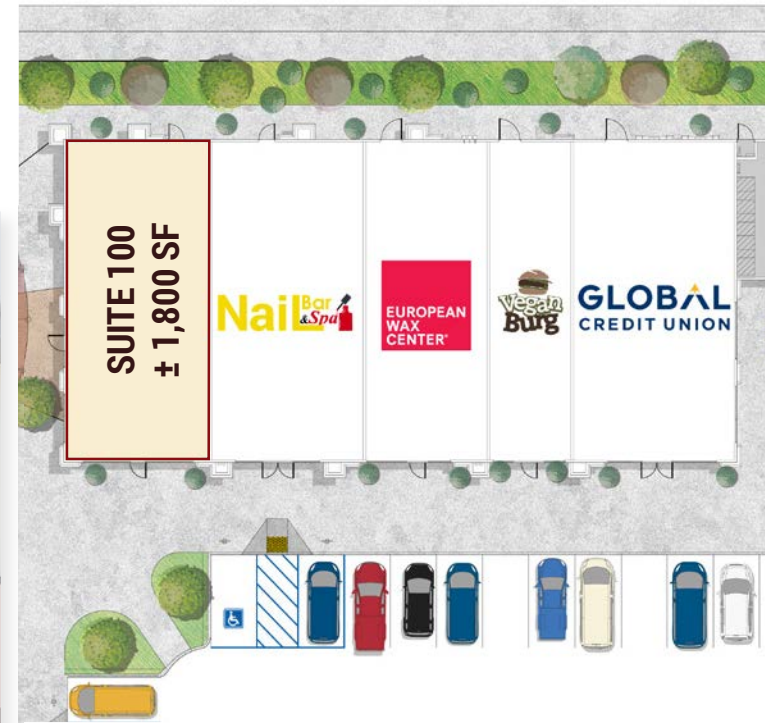 SUITE 100
± 1,800 SF
Nail Bar
&Spa
EUROPEAN
WAX
CENTER®
Vegan
Burg
GLOBAL
CREDIT UNION